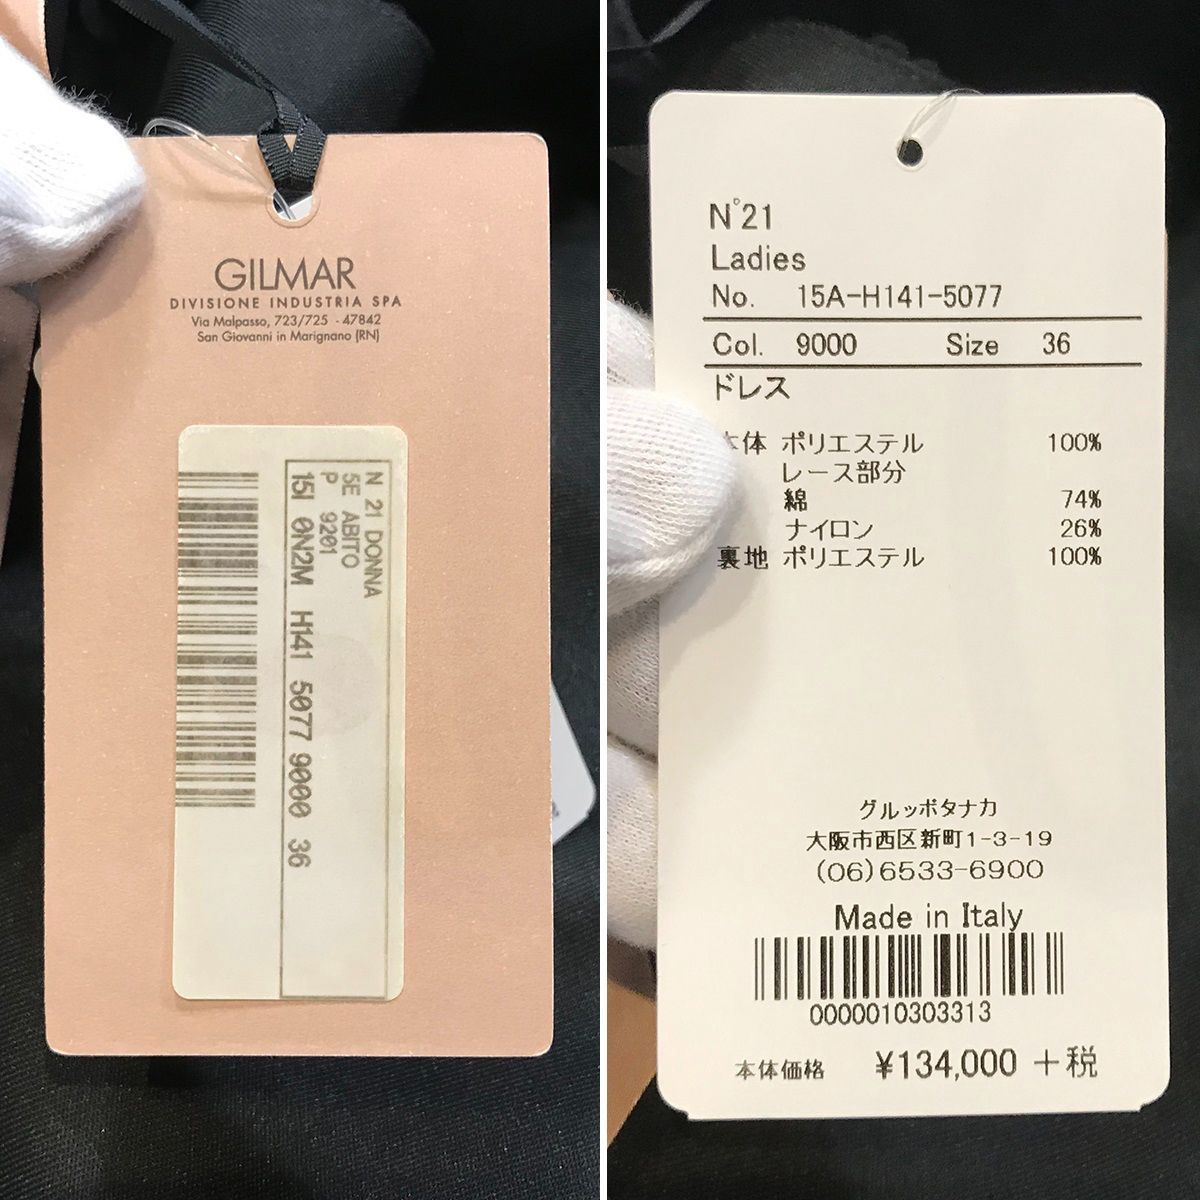 GILMAR
DIVISIONE INDUSTRIA SPA
Via Malpasso, 723/725 - 47842
San Giovanni in Marignano (RN)
N 21 DONNA
5E ABITO
P 9201
15I 0N2M H141 5077 9000 36
N°21
Ladies
No. 15A-H141-5077
Col. 9000 Size 36
ドレス
本体 ポリエステル 100%
レース部分
綿 74%
ナイロン 26%
裏地 ポリエステル 100%
グルッポタナカ
大阪市西区新町1-3-19
(06)6533-6900
Made in Italy
0000010303313
本体価格 ¥134,000 +税